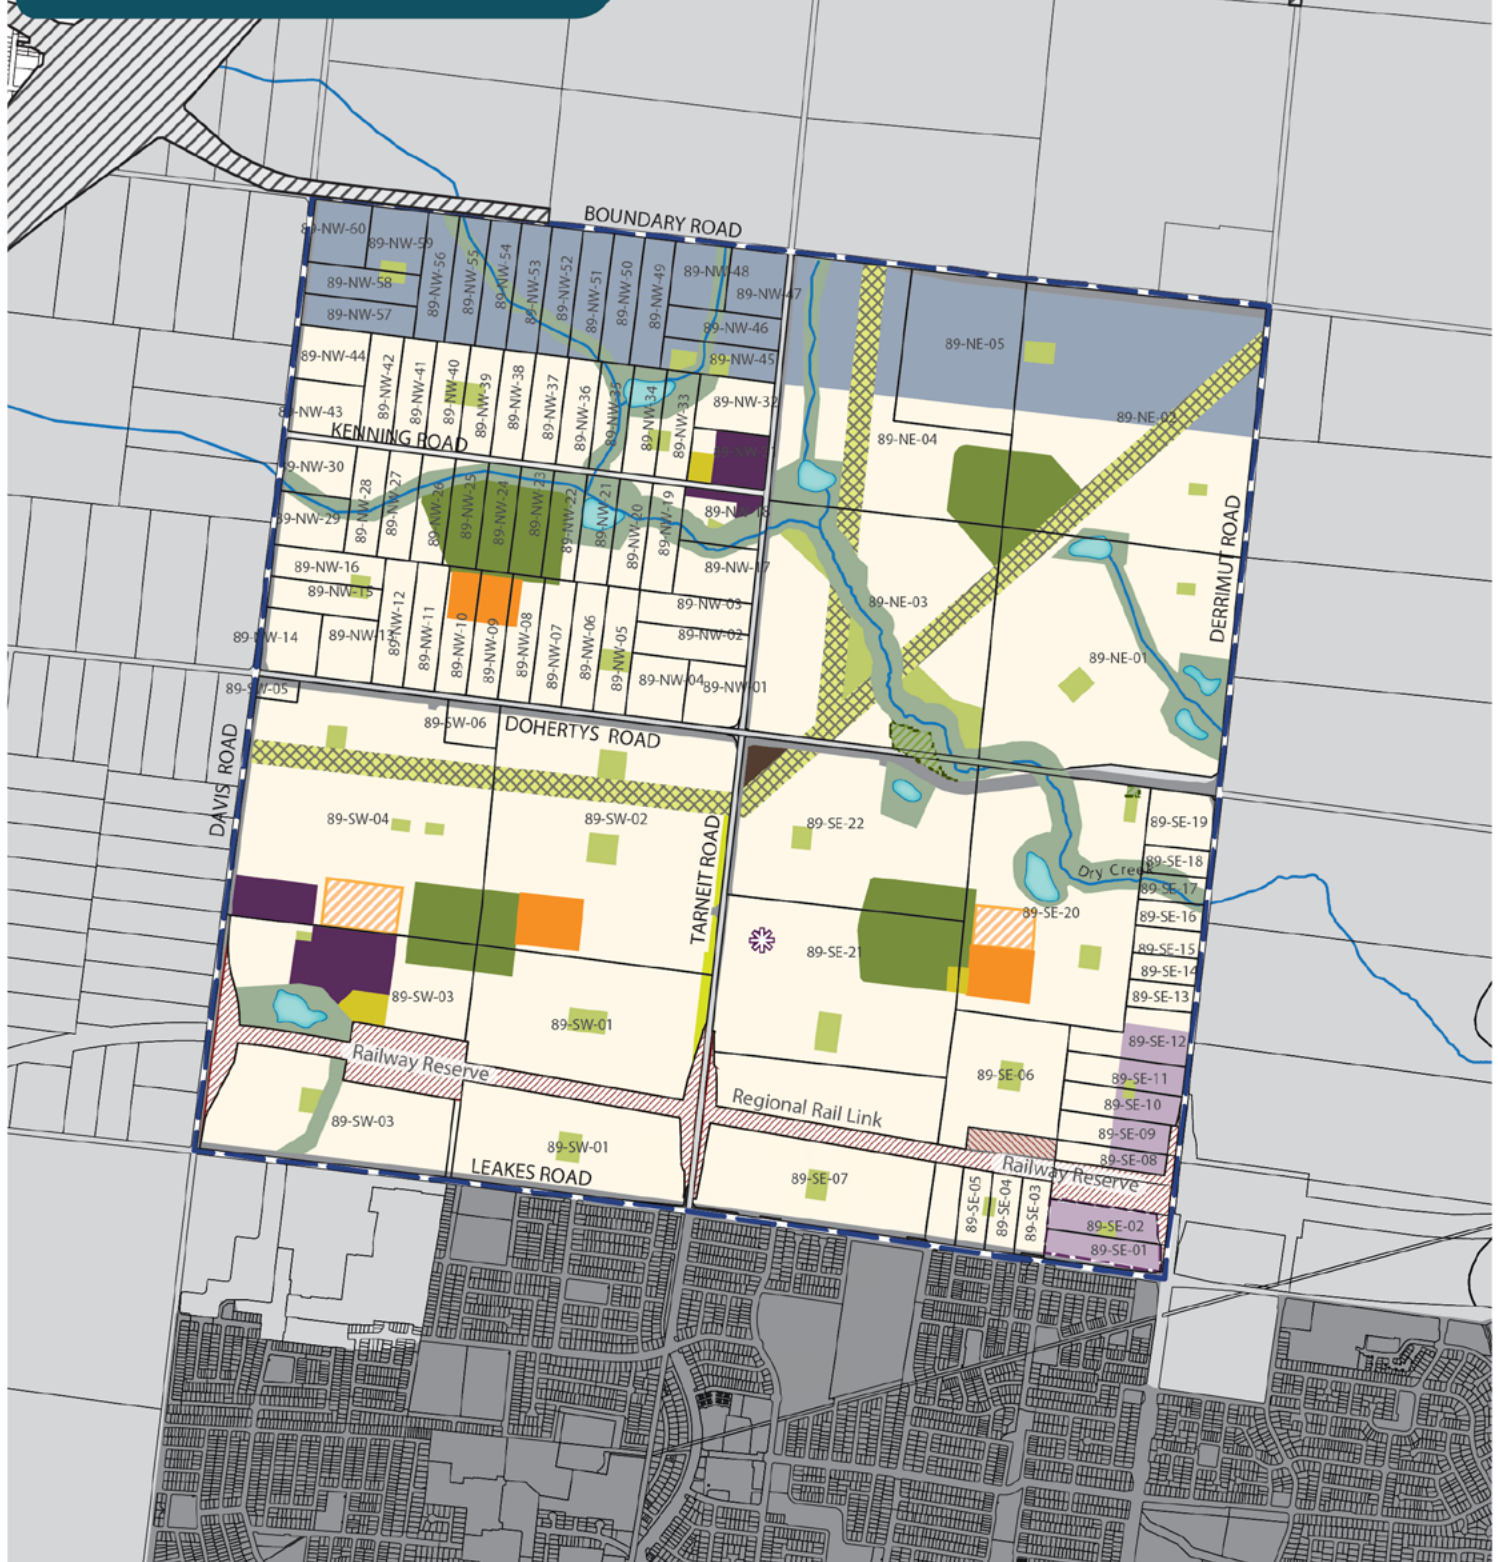 BOUNDARY ROAD
89-NW-60
89-NW-59
89-NW-58
89-NW-57
89-NW-56
89-NW-55
89-NW-54
89-NW-53
89-NW-52
89-NW-51
89-NW-50
89-NW-49
89-NW-48
89-NW-47
89-NW-46
89-NW-45
89-NE-05
89-NE-02
89-NE-04
89-NW-44
89-NW-43
89-NW-42
89-NW-41
89-NW-40
89-NW-39
89-NW-38
89-NW-37
89-NW-36
89-NW-35
89-NW-34
89-NW-33
89-NW-32
KENNING ROAD
89-NW-30
89-NW-29
89-NW-28
89-NW-27
89-NW-26
89-NW-25
89-NW-24
89-NW-23
89-NW-22
89-NW-21
89-NW-20
89-NW-19
89-NW-18
89-NW-17
89-NW-16
89-NW-15
89-NW-14
89-NW-13
89-NW-12
89-NW-11
89-NW-10
89-NW-09
89-NW-08
89-NW-07
89-NW-06
89-NW-05
89-NW-03
89-NW-02
89-NW-04
89-NW-01
89-NE-03
89-NE-01
DERRIMUT ROAD
89-SW-05
89-SW-06
DOHERTYS ROAD
DAVIS ROAD
89-SW-04
89-SW-02
TARNEIT ROAD
89-SE-22
89-SE-19
89-SE-18
Dry Creek
89-SE-17
89-SE-20
89-SE-16
89-SE-21
89-SE-15
89-SE-14
89-SW-03
89-SE-13
89-SW-01
89-SE-12
Railway Reserve
89-SE-06
89-SE-11
89-SE-10
Regional Rail Link
89-SW-03
89-SE-09
89-SW-01
89-SE-08
Railway Reserve
LEAKES ROAD
89-SE-07
89-SE-05
89-SE-04
89-SE-03
89-SE-02
89-SE-01